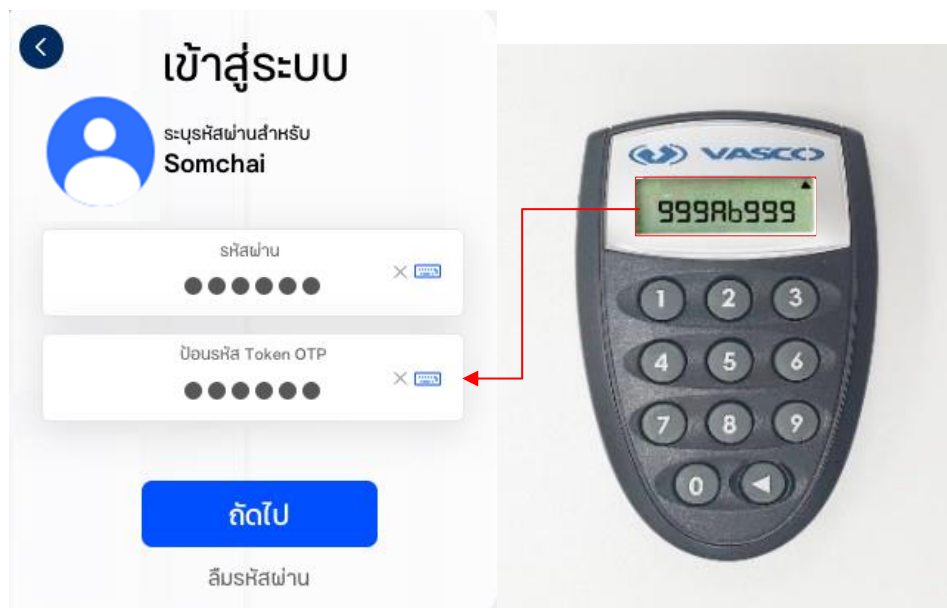 เข้าสู่ระบบ
ระบุรหัสผ่านสำหรับ
Somchai
รหัสผ่าน
ป้อนรหัส Token OTP
ถัดไป
ลืมรหัสผ่าน
VASCO
999Ab999
1 2 3
4 5 6
7 8 9
0